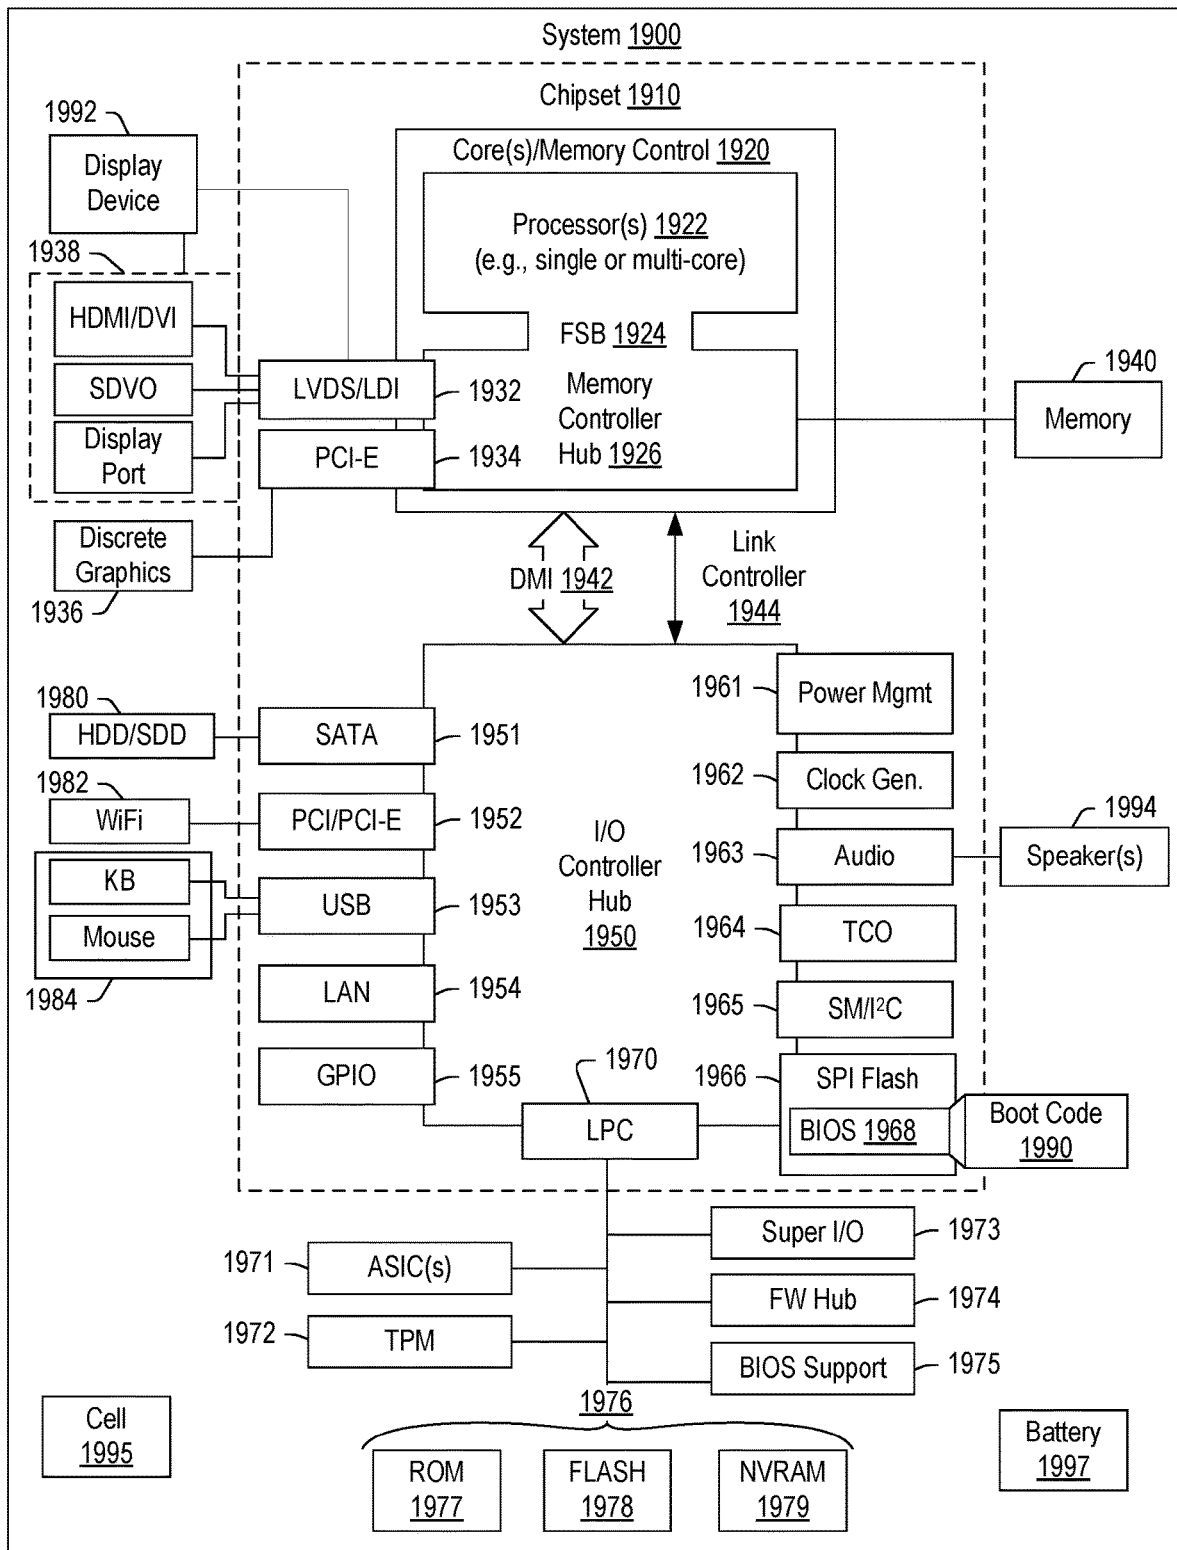 System 1900
Chipset 1910
1992
Display
Device
Core(s)/Memory Control 1920
Processor(s) 1922
(e.g., single or multi-core)
1938
HDMI/DVI
SDVO
Display
Port
FSB 1924
LVDS/LDI
1932
Memory
Controller
Hub 1926
PCI-E
1934
1940
Memory
Discrete
Graphics
1936
DMI 1942
Link
Controller
1944
1961
Power Mgmt
1980
HDD/SDD
SATA
1951
1962
Clock Gen.
1982
WiFi
PCI/PCI-E
1952
I/O
Controller
Hub
1950
1963
Audio
1994
Speaker(s)
KB
Mouse
1984
USB
1953
1964
TCO
LAN
1954
1965
SM/I²C
GPIO
1955
1970
LPC
1966
SPI Flash
BIOS 1968
Boot Code
1990
Super I/O
1973
1971
ASIC(s)
FW Hub
1974
1972
TPM
BIOS Support
1975
1976
Cell
1995
ROM
1977
FLASH
1978
NVRAM
1979
Battery
1997